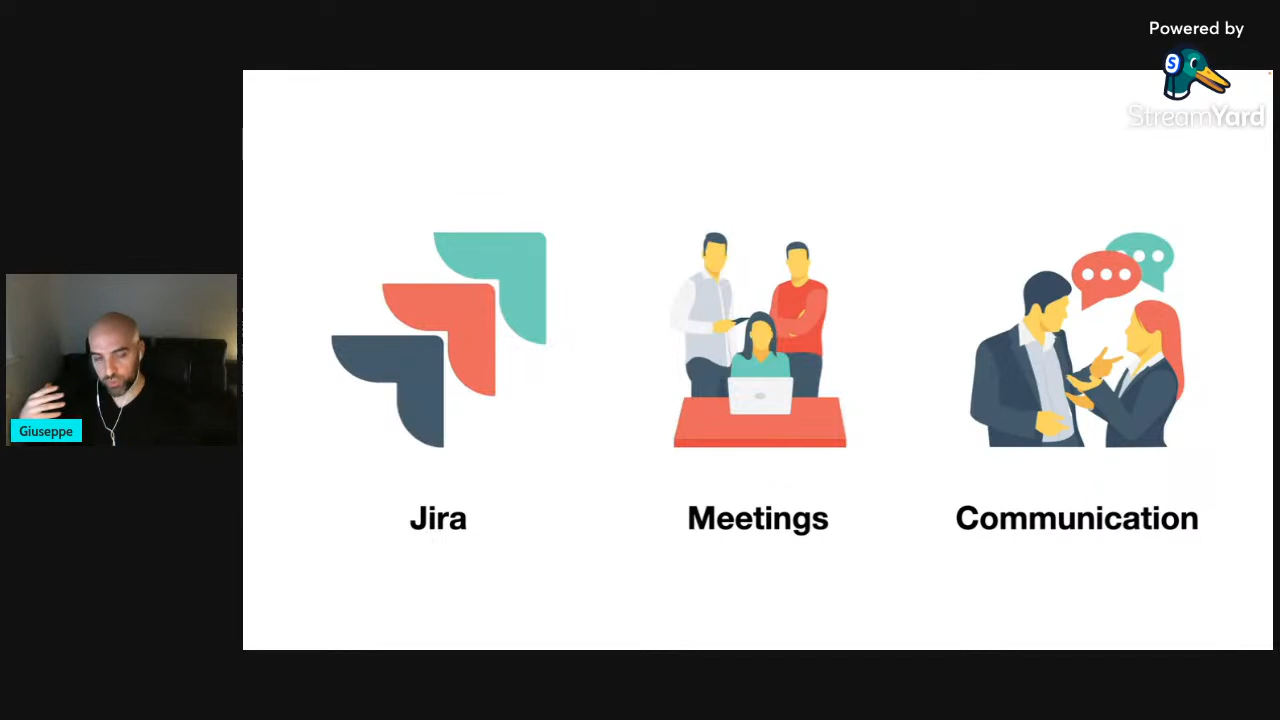 Powered by
S
StreamYard
Giuseppe
Jira
Meetings
Communication